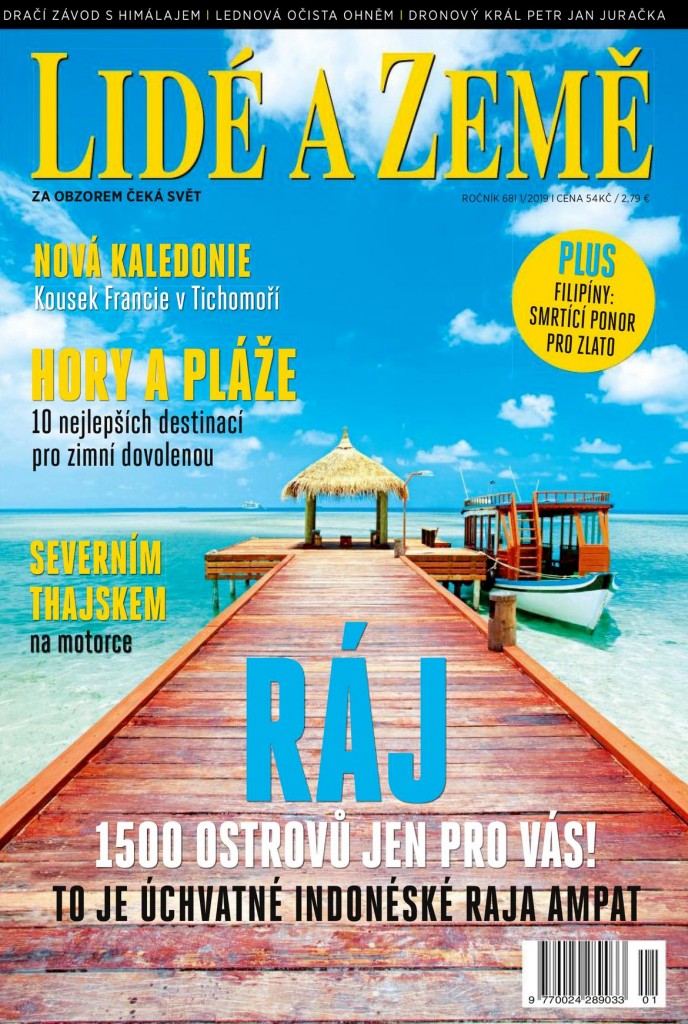 DRAČÍ ZÁVOD S HIMÁLAJEM I LEDNOVÁ OČISTA OHNĚM I DRONOVÝ KRÁL PETR JAN JURAČKA
LIDÉ A ZEMĚ
ZA OBZOREM ČEKÁ SVĚT
ROČNÍK 68I 1/2019 I CENA 54KČ / 2,79 €
NOVÁ KALEDONIE
Kousek Francie v Tichomoří
PLUS
FILIPÍNY:
SMRTÍCÍ PONOR
PRO ZLATO
HORY A PLÁŽE
10 nejlepších destinací
pro zimní dovolenou
SEVERNÍM
THAJSKEM
na motorce
RÁJ
1500 OSTROVŮ JEN PRO VÁS!
TO JE ÚCHVATNÉ INDONÉSKÉ RAJA AMPAT
9 770024 289033
01